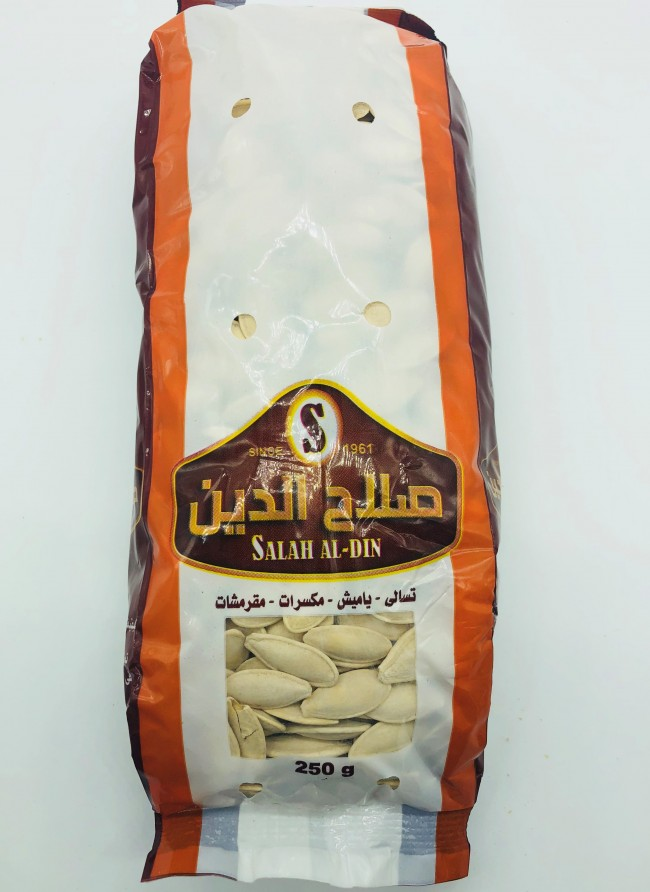 S
SINCE 1961
صلاح الدين
SALAH AL-DIN
تسالى - ياميش - مكسرات - مقرمشات
250 g